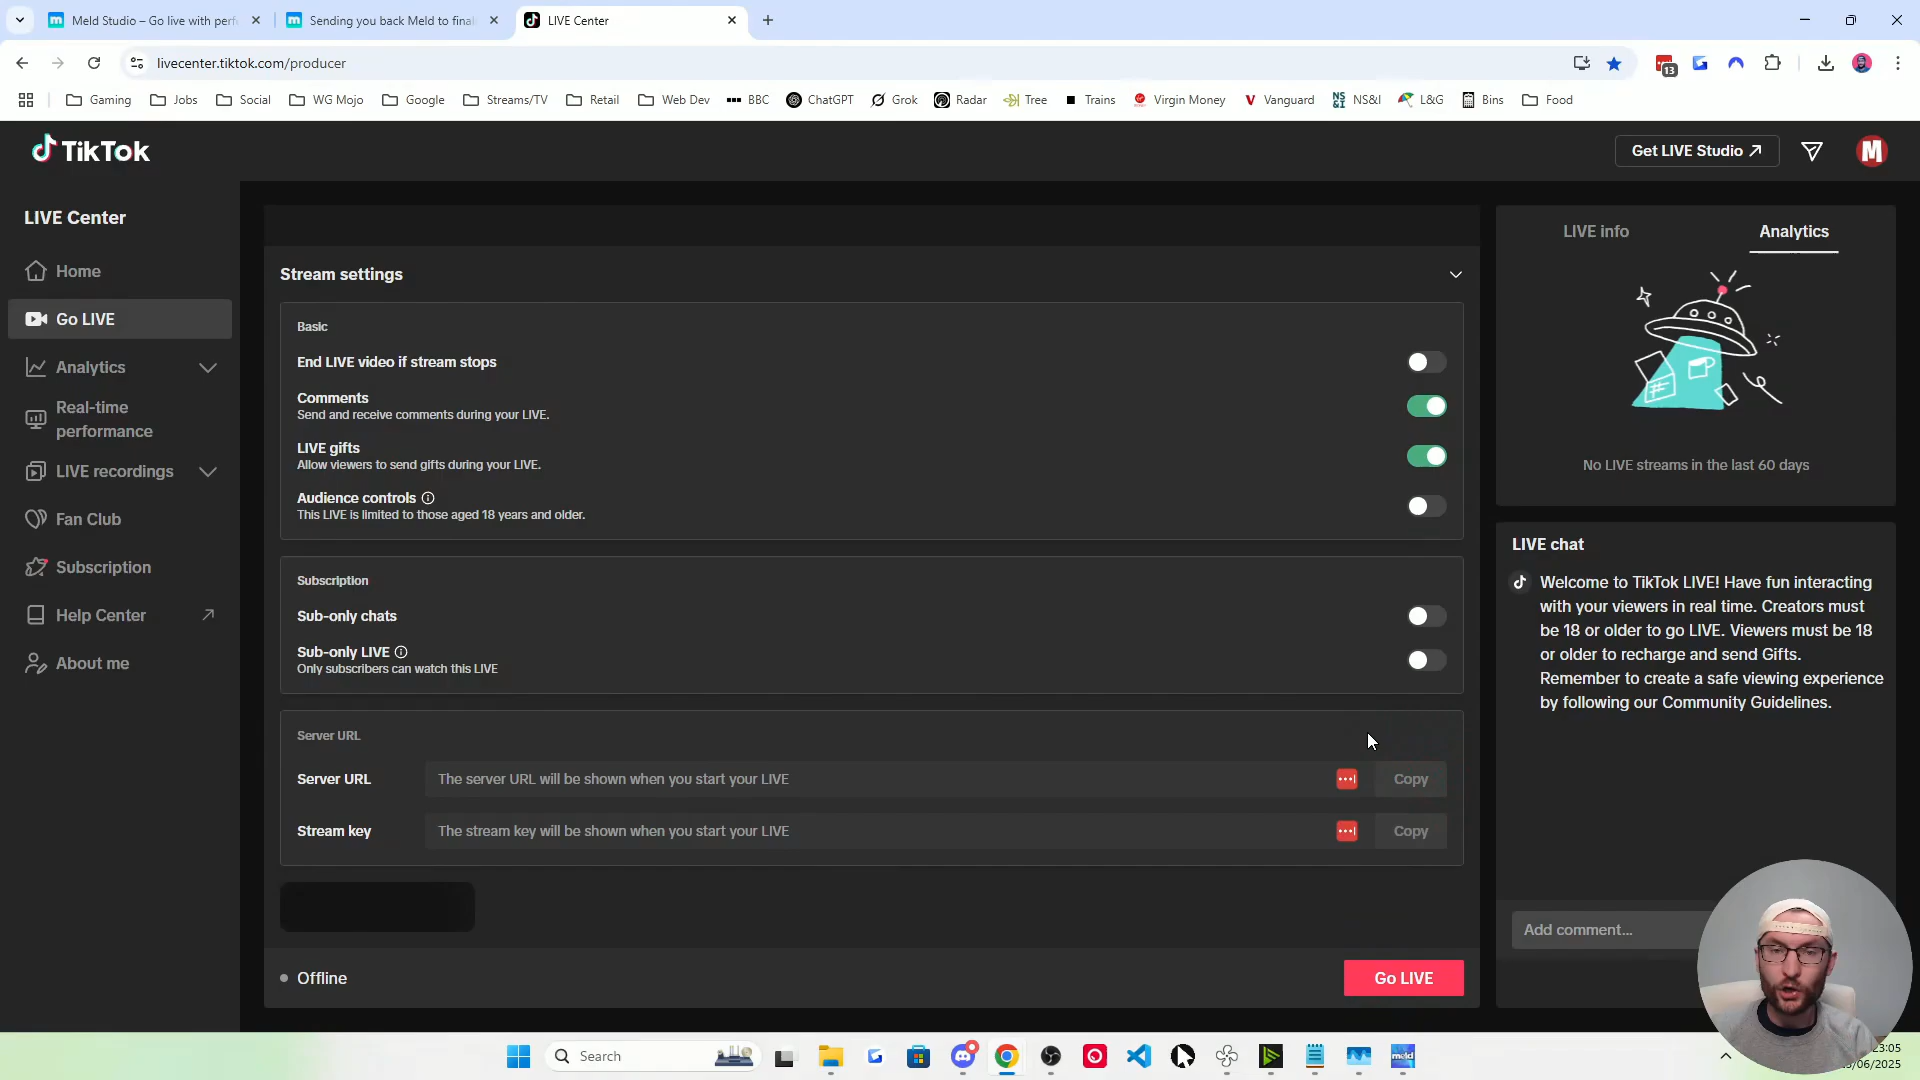 Meld Studio – Go live with perf
Sending you back Meld to final
LIVE Center
livecenter.tiktok.com/producer
13
Gaming
Jobs
Social
WG Mojo
Google
Streams/TV
Retail
Web Dev
BBC
ChatGPT
Grok
Radar
Tree
Trains
Virgin Money
Vanguard
NS&I
L&G
Bins
Food
TikTok
Get LIVE Studio
M
LIVE Center
Home
Go LIVE
Analytics
Real-time
performance
LIVE recordings
Fan Club
Subscription
Help Center
About me
Stream settings
Basic
End LIVE video if stream stops
Comments
Send and receive comments during your LIVE.
LIVE gifts
Allow viewers to send gifts during your LIVE.
Audience controls
This LIVE is limited to those aged 18 years and older.
Subscription
Sub-only chats
Sub-only LIVE
Only subscribers can watch this LIVE
Server URL
Server URL
The server URL will be shown when you start your LIVE
Copy
Stream key
The stream key will be shown when you start your LIVE
Copy
Offline
Go LIVE
LIVE info
Analytics
No LIVE streams in the last 60 days
LIVE chat
Welcome to TikTok LIVE! Have fun interacting
with your viewers in real time. Creators must
be 18 or older to go LIVE. Viewers must be 18
or older to recharge and send Gifts.
Remember to create a safe viewing experience
by following our Community Guidelines.
Add comment...
Search
meld
23:05
/06/2025